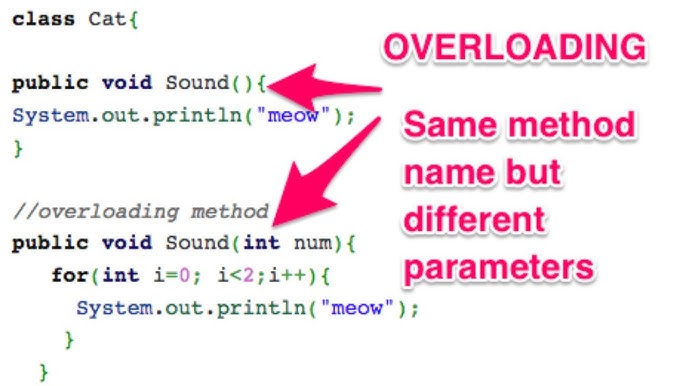 class Cat{
OVERLOADING
public void Sound(){
System.out.println("meow");
}
Same method
name but
different
parameters
//overloading method
public void Sound(int num){
for(int i=0; i<2;i++){
System.out.println("meow");
}
}